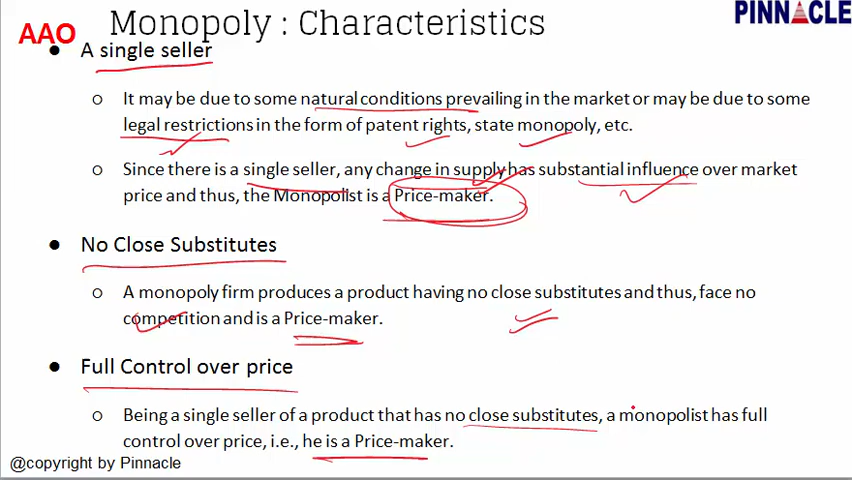 PINNACLE
AAO
Monopoly : Characteristics
● A single seller
○ It may be due to some natural conditions prevailing in the market or may be due to some
legal restrictions in the form of patent rights, state monopoly, etc.
○ Since there is a single seller, any change in supply has substantial influence over market
price and thus, the Monopolist is a Price-maker.
● No Close Substitutes
○ A monopoly firm produces a product having no close substitutes and thus, face no
competition and is a Price-maker.
● Full Control over price
○ Being a single seller of a product that has no close substitutes, a monopolist has full
control over price, i.e., he is a Price-maker.
@copyright by Pinnacle